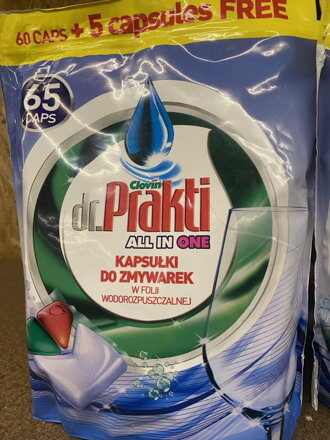 60 CAPS + 5 capsules FREE
65
CAPS
Clovin
dr.Prakti
ALL IN ONE
KAPSUŁKI
DO ZMYWAREK
W FOLII
WODOROZPUSZCZALNEJ